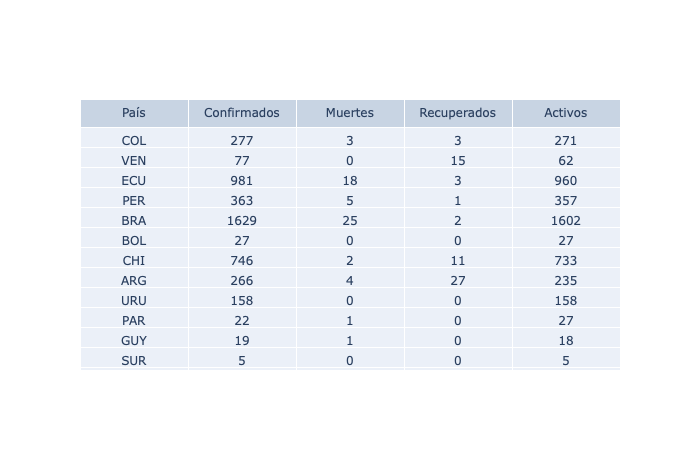 País Confirmados Muertes Recuperados Activos
COL 277 3 3 271
VEN 77 0 15 62
ECU 981 18 3 960
PER 363 5 1 357
BRA 1629 25 2 1602
BOL 27 0 0 27
CHI 746 2 11 733
ARG 266 4 27 235
URU 158 0 0 158
PAR 22 1 0 27
GUY 19 1 0 18
SUR 5 0 0 5